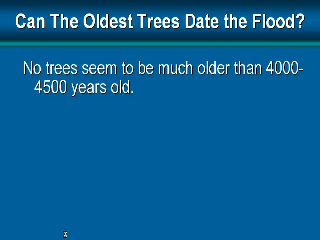 Can The Oldest Trees Date the Flood?
No trees seem to be much older than 4000-
4500 years old.